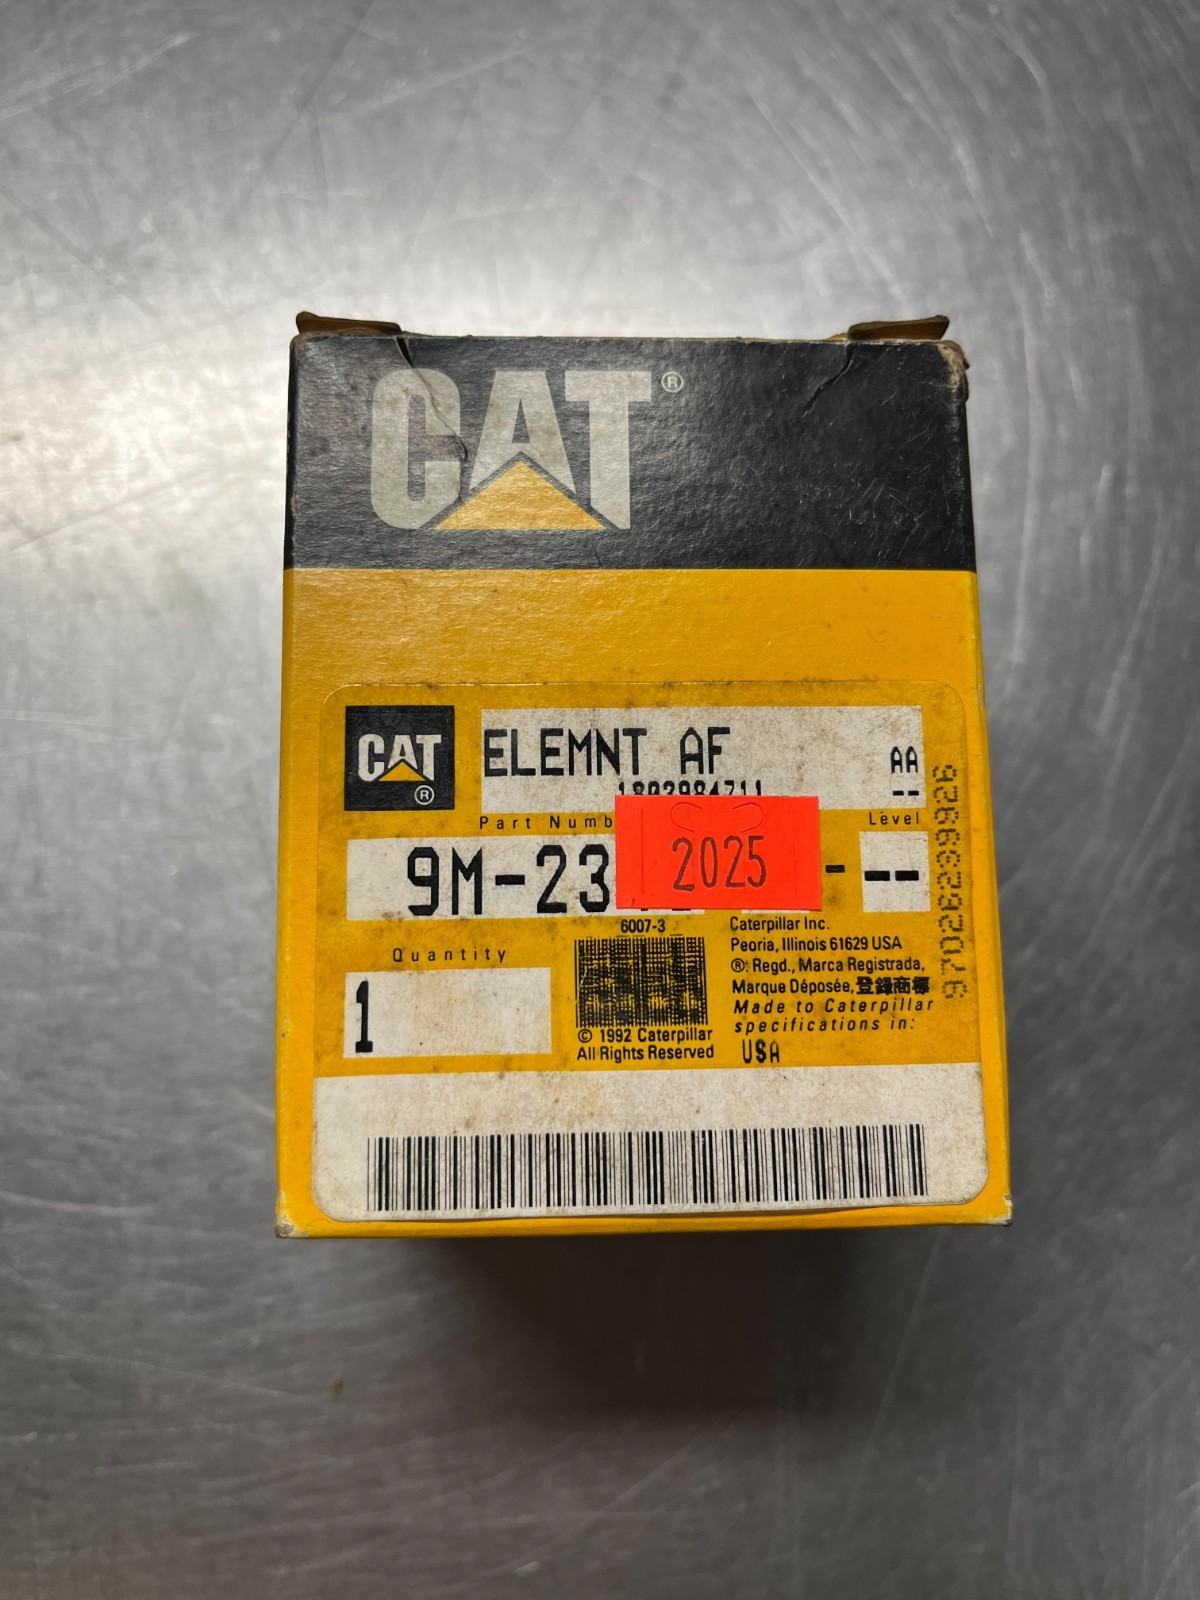 CAT®
CAT
®
ELEMNT AF
AA
--
Part Numb
Level
9M-23
2025
- --
6007-3
Quantity
1
© 1992 Caterpillar
All Rights Reserved
Caterpillar Inc.
Peoria, Illinois 61629 USA
®: Regd., Marca Registrada,
Marque Déposée, 登録商標
Made to Caterpillar
specifications in:
USA